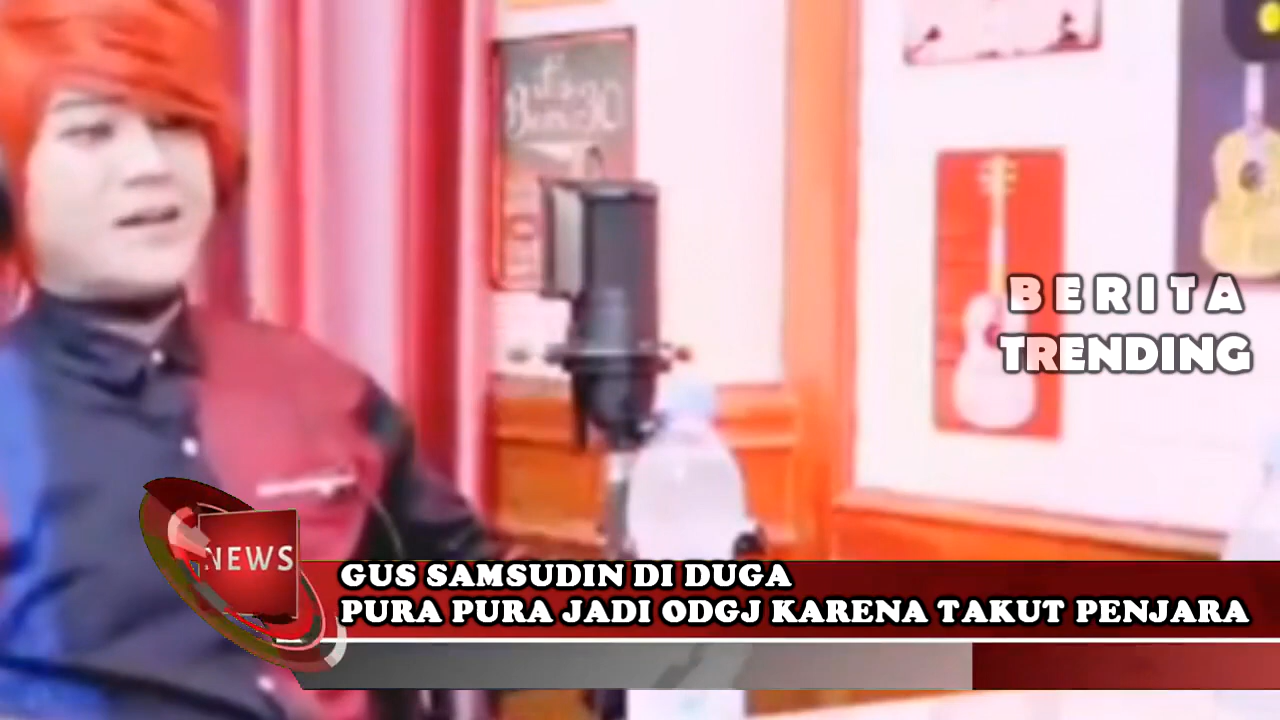 BERITA
TRENDING
NEWS
GUS SAMSUDIN DI DUGA
PURA PURA JADI ODGJ KARENA TAKUT PENJARA